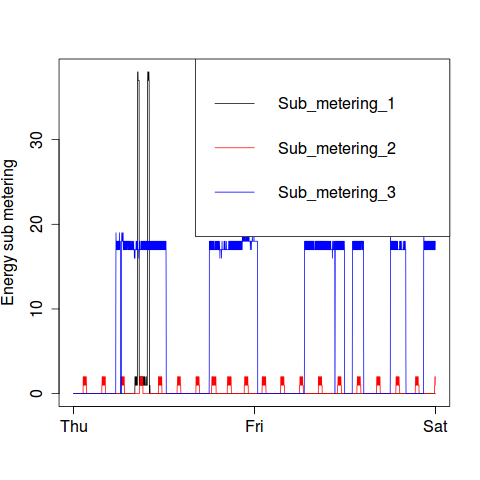 Energy sub metering
30
20
10
0
Sub_metering_1
Sub_metering_2
Sub_metering_3
Thu
Fri
Sat